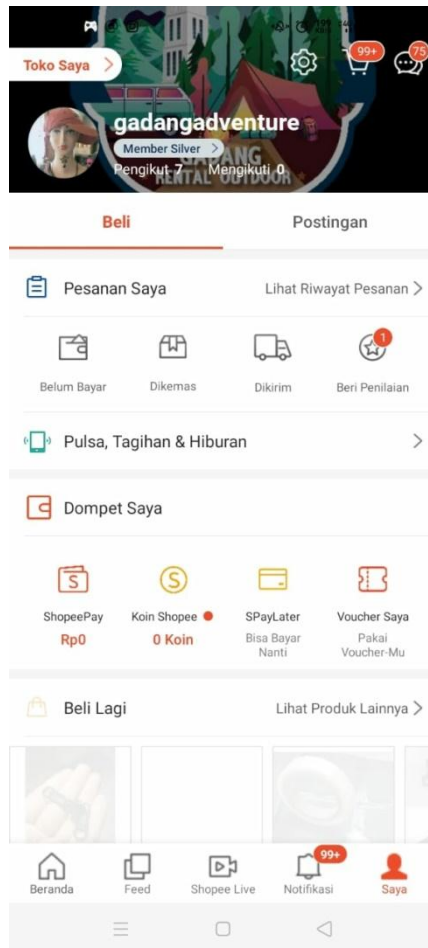 Toko Saya >
99+
75
gadangadventure
Member Silver >
Pengikut 7 Mengikuti 0
GADANG
RENTAL OUTDOOR
Beli
Postingan
Pesanan Saya
Lihat Riwayat Pesanan >
1
Belum Bayar
Dikemas
Dikirim
Beri Penilaian
Pulsa, Tagihan & Hiburan >
Dompet Saya
ShopeePay
Koin Shopee
SPayLater
Voucher Saya
Rp0
0 Koin
Bisa Bayar
Nanti
Pakai
Voucher-Mu
Beli Lagi
Lihat Produk Lainnya >
99+
Beranda
Feed
Shopee Live
Notifikasi
Saya